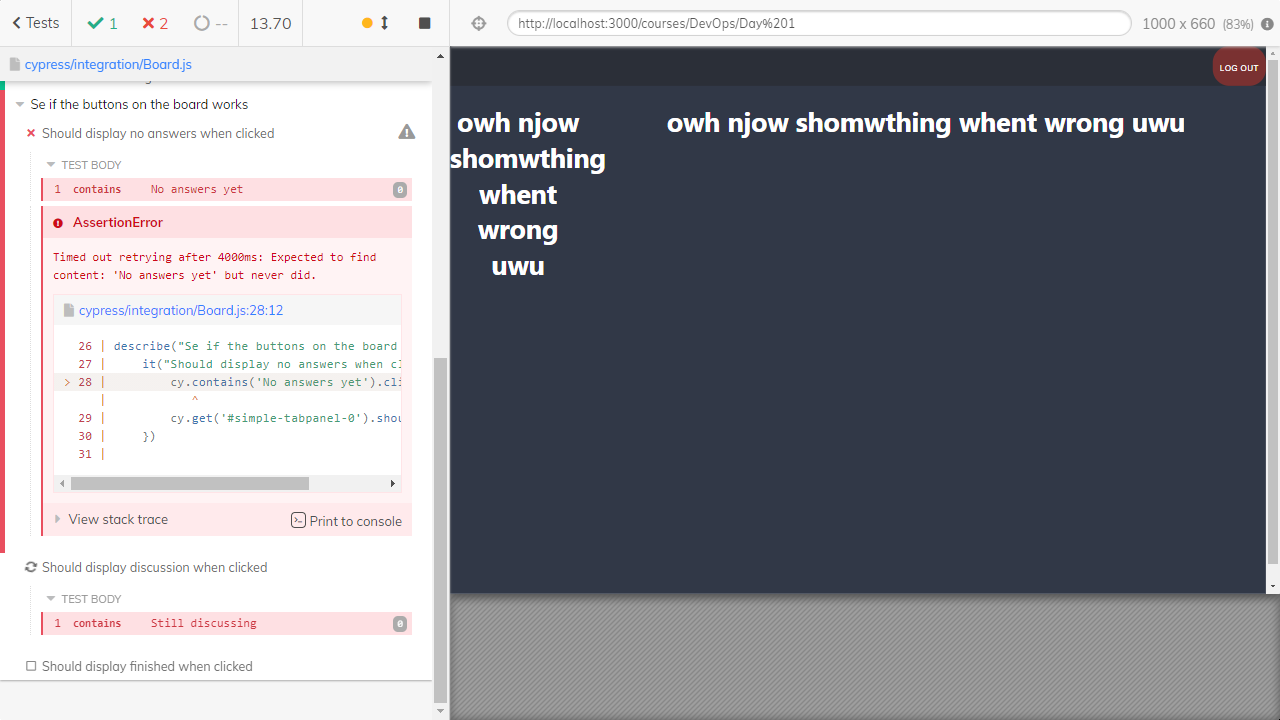 Tests
1
2
--
13.70
http://localhost:3000/courses/DevOps/Day%201
1000 x 660 (83%)
cypress/integration/Board.js
Se if the buttons on the board works
Should display no answers when clicked
TEST BODY
1 contains No answers yet 0
AssertionError
Timed out retrying after 4000ms: Expected to find
content: 'No answers yet' but never did.
cypress/integration/Board.js:28:12
26 | describe("Se if the buttons on the board
27 | it("Should display no answers when cl
> 28 | cy.contains('No answers yet').cli
| ^
29 | cy.get('#simple-tabpanel-0').shou
30 | })
31 |
View stack trace
Print to console
Should display discussion when clicked
TEST BODY
1 contains Still discussing 0
Should display finished when clicked
LOG OUT
owh njow
shomwthing
whent
wrong
uwu
owh njow shomwthing whent wrong uwu